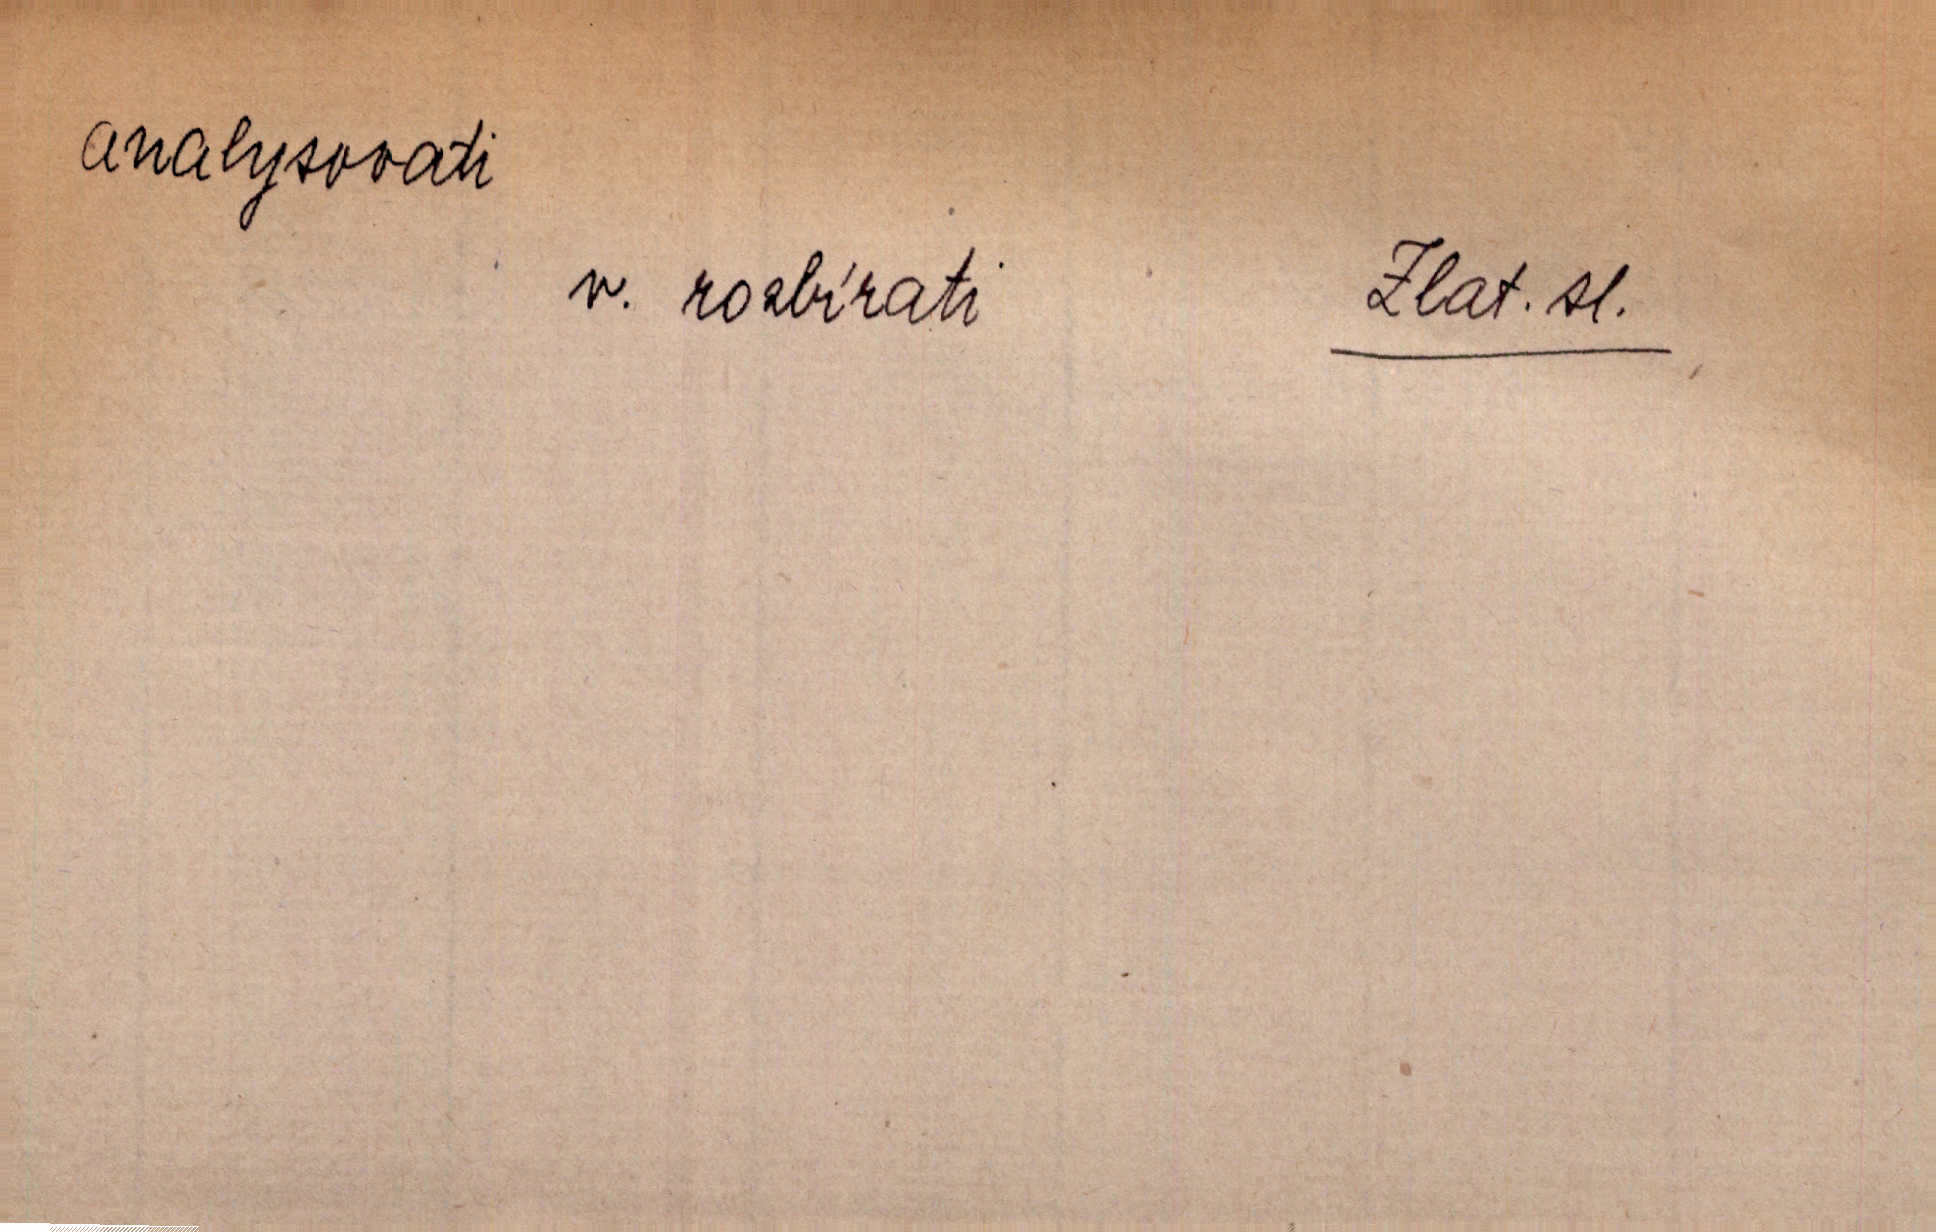 analysovati
v. rozbírati Zlat. sl.